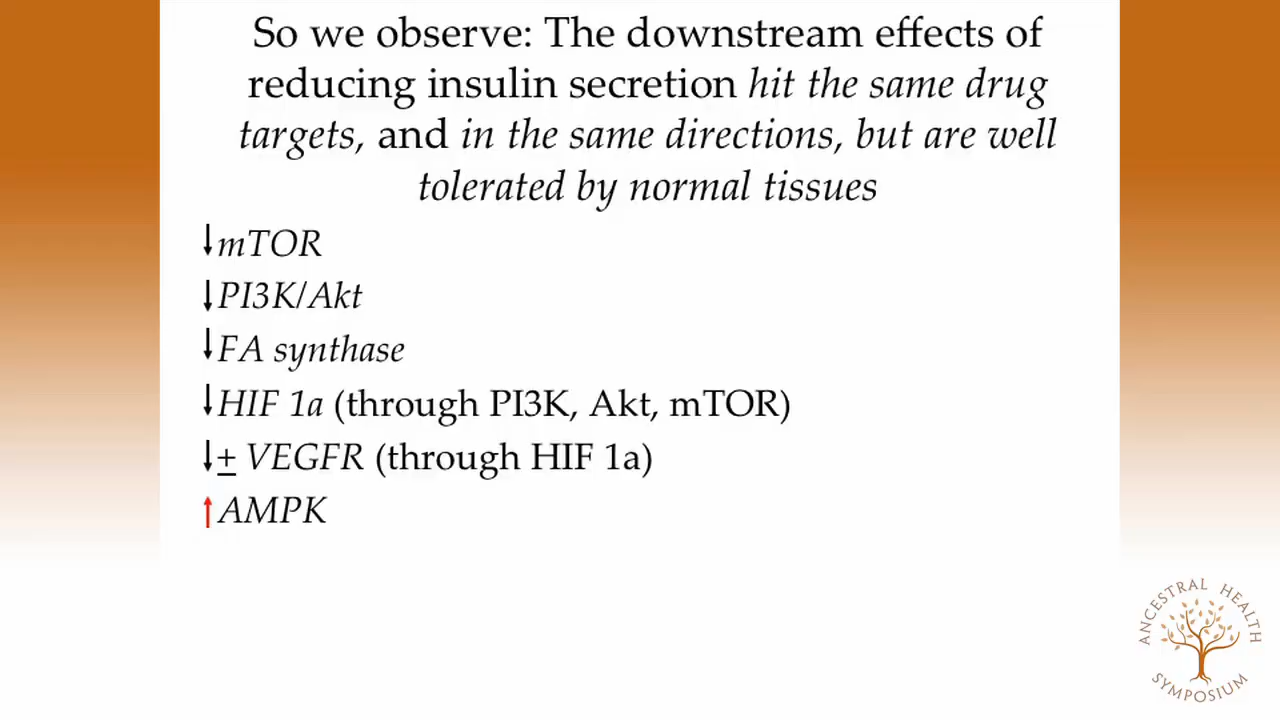 So we observe: The downstream effects of
reducing insulin secretion hit the same drug
targets, and in the same directions, but are well
tolerated by normal tissues
↓mTOR
↓PI3K/Akt
↓FA synthase
↓HIF 1a (through PI3K, Akt, mTOR)
↓± VEGFR (through HIF 1a)
↑AMPK
ANCESTRAL HEALTH
SYMPOSIUM